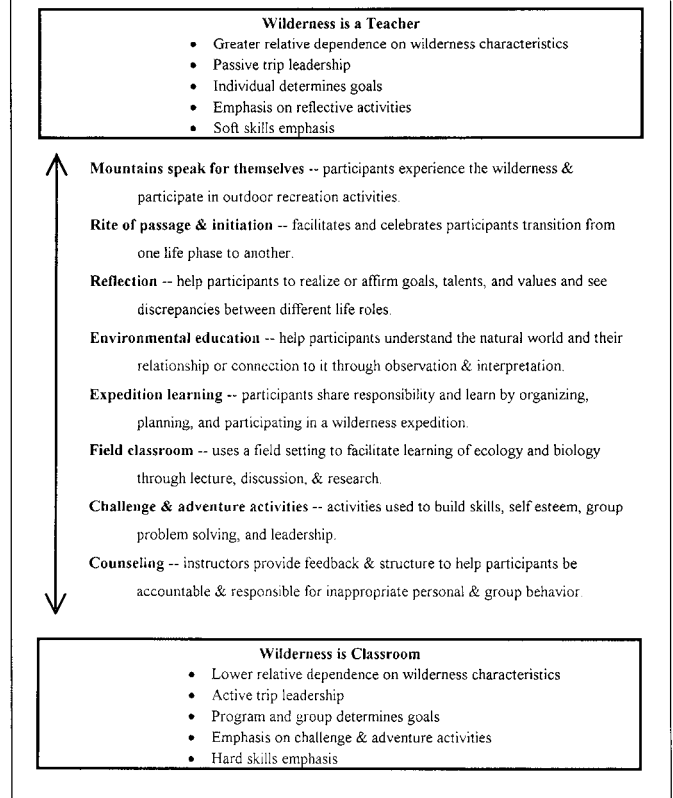 Wilderness is a Teacher
• Greater relative dependence on wilderness characteristics
• Passive trip leadership
• Individual determines goals
• Emphasis on reflective activities
• Soft skills emphasis
Mountains speak for themselves -- participants experience the wilderness &
participate in outdoor recreation activities.
Rite of passage & initiation -- facilitates and celebrates participants transition from
one life phase to another.
Reflection -- help participants to realize or affirm goals, talents, and values and see
discrepancies between different life roles.
Environmental education -- help participants understand the natural world and their
relationship or connection to it through observation & interpretation.
Expedition learning -- participants share responsibility and learn by organizing,
planning, and participating in a wilderness expedition.
Field classroom -- uses a field setting to facilitate learning of ecology and biology
through lecture, discussion, & research.
Challenge & adventure activities -- activities used to build skills, self esteem, group
problem solving, and leadership.
Counseling -- instructors provide feedback & structure to help participants be
accountable & responsible for inappropriate personal & group behavior.
Wilderness is Classroom
• Lower relative dependence on wilderness characteristics
• Active trip leadership
• Program and group determines goals
• Emphasis on challenge & adventure activities
• Hard skills emphasis